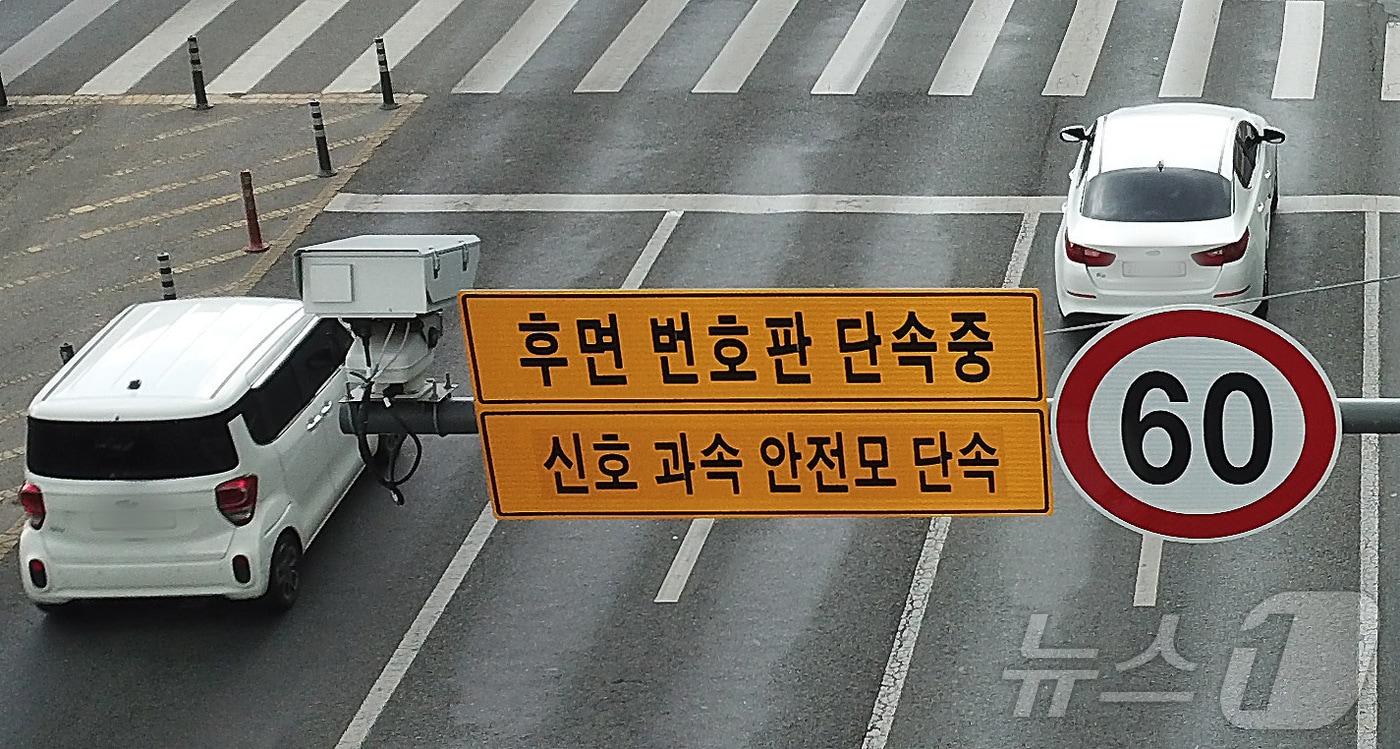 후면 번호판 단속중
신호 과속 안전모 단속
60
뉴스1